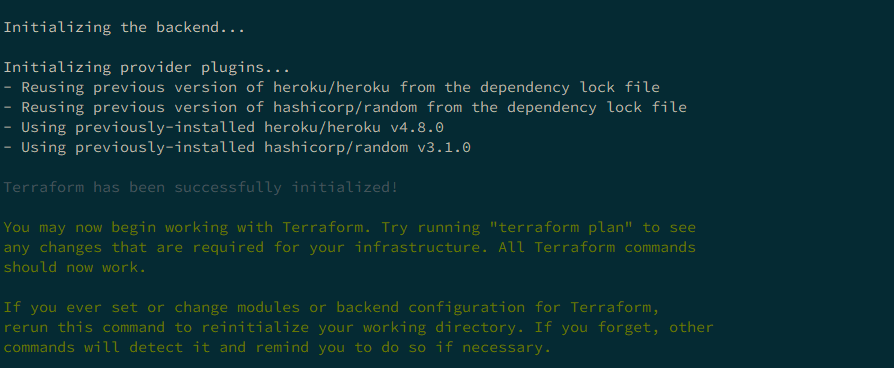 Initializing the backend...
Initializing provider plugins...
- Reusing previous version of heroku/heroku from the dependency lock file
- Reusing previous version of hashicorp/random from the dependency lock file
- Using previously-installed heroku/heroku v4.8.0
- Using previously-installed hashicorp/random v3.1.0
Terraform has been successfully initialized!
You may now begin working with Terraform. Try running "terraform plan" to see
any changes that are required for your infrastructure. All Terraform commands
should now work.
If you ever set or change modules or backend configuration for Terraform,
rerun this command to reinitialize your working directory. If you forget, other
commands will detect it and remind you to do so if necessary.